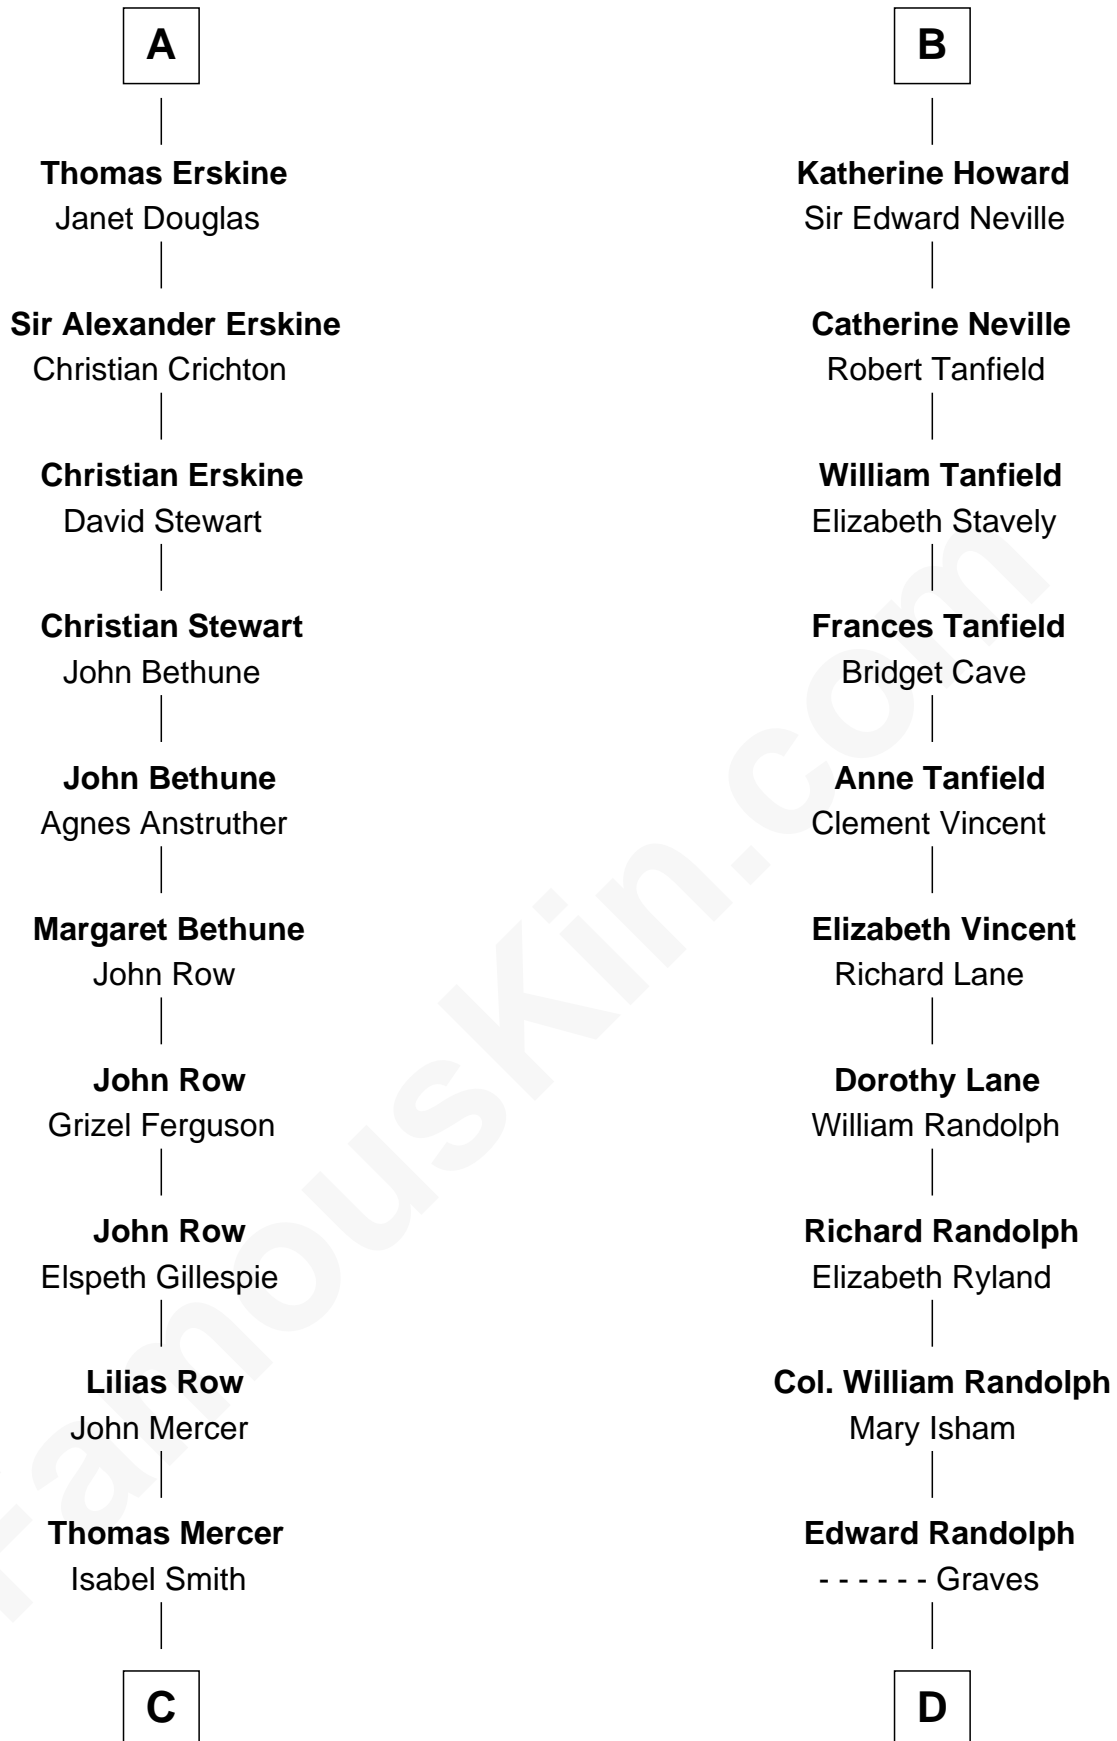 A
Thomas Erskine
Janet Douglas
Sir Alexander Erskine
Christian Crichton
Christian Erskine
David Stewart
Christian Stewart
John Bethune
John Bethune
Agnes Anstruther
Margaret Bethune
John Row
John Row
Grizel Ferguson
John Row
Elspeth Gillespie
Lilias Row
John Mercer
Thomas Mercer
Isabel Smith
C
B
Katherine Howard
Sir Edward Neville
Catherine Neville
Robert Tanfield
William Tanfield
Elizabeth Stavely
Frances Tanfield
Bridget Cave
Anne Tanfield
Clement Vincent
Elizabeth Vincent
Richard Lane
Dorothy Lane
William Randolph
Richard Randolph
Elizabeth Ryland
Col. William Randolph
Mary Isham
Edward Randolph
- - - - - - Graves
D
FamousKin.com